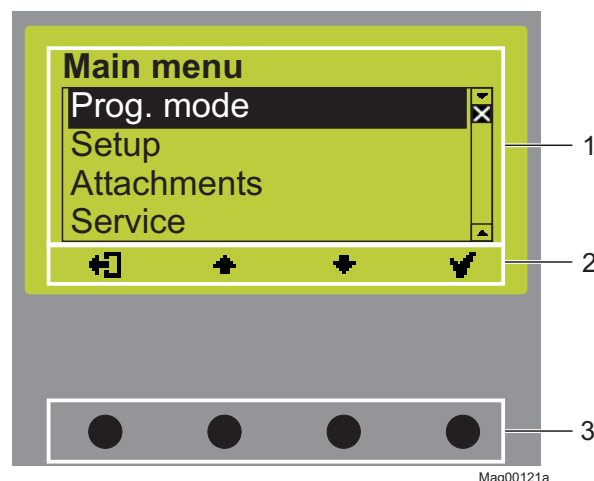 Main menu
Prog. mode
Setup
Attachments
Service
1
2
3
Mag00121a